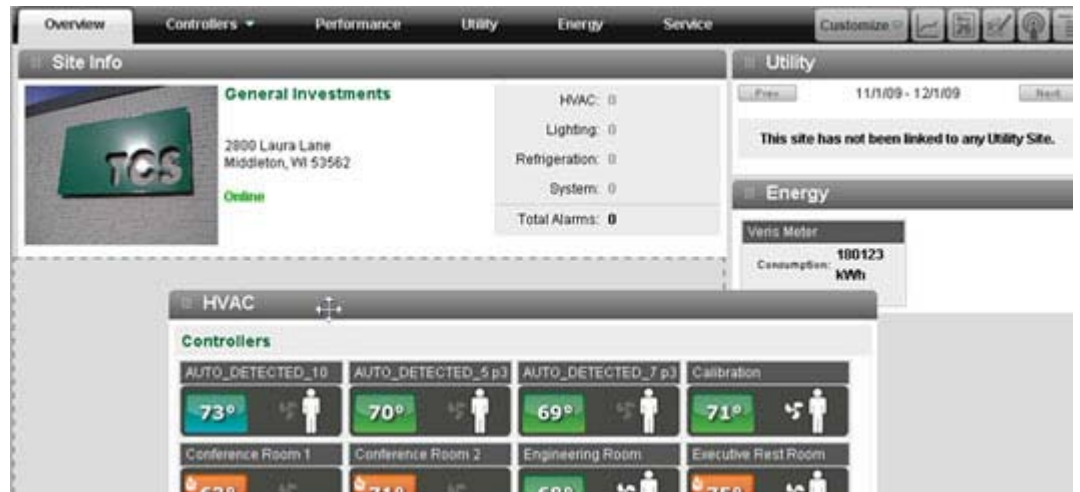 Overview Controllers Performance Utility Energy Service Customize
Site Info
TCS
General Investments
2800 Laura Lane
Middleton, WI 53562
Online
HVAC: 0
Lighting: 0
Refrigeration: 0
System: 0
Total Alarms: 0
Utility
Prev 11/1/09 - 12/1/09 Next
This site has not been linked to any Utility Site.
Energy
Veris Meter
Consumption: 180123
kWh
HVAC
Controllers
AUTO_DETECTED_10 AUTO_DETECTED_5 p3 AUTO_DETECTED_7 p3 Calibration
73° 70° 69° 71°
Conference Room 1 Conference Room 2 Engineering Room Executive Rest Room
71° 68° 75°